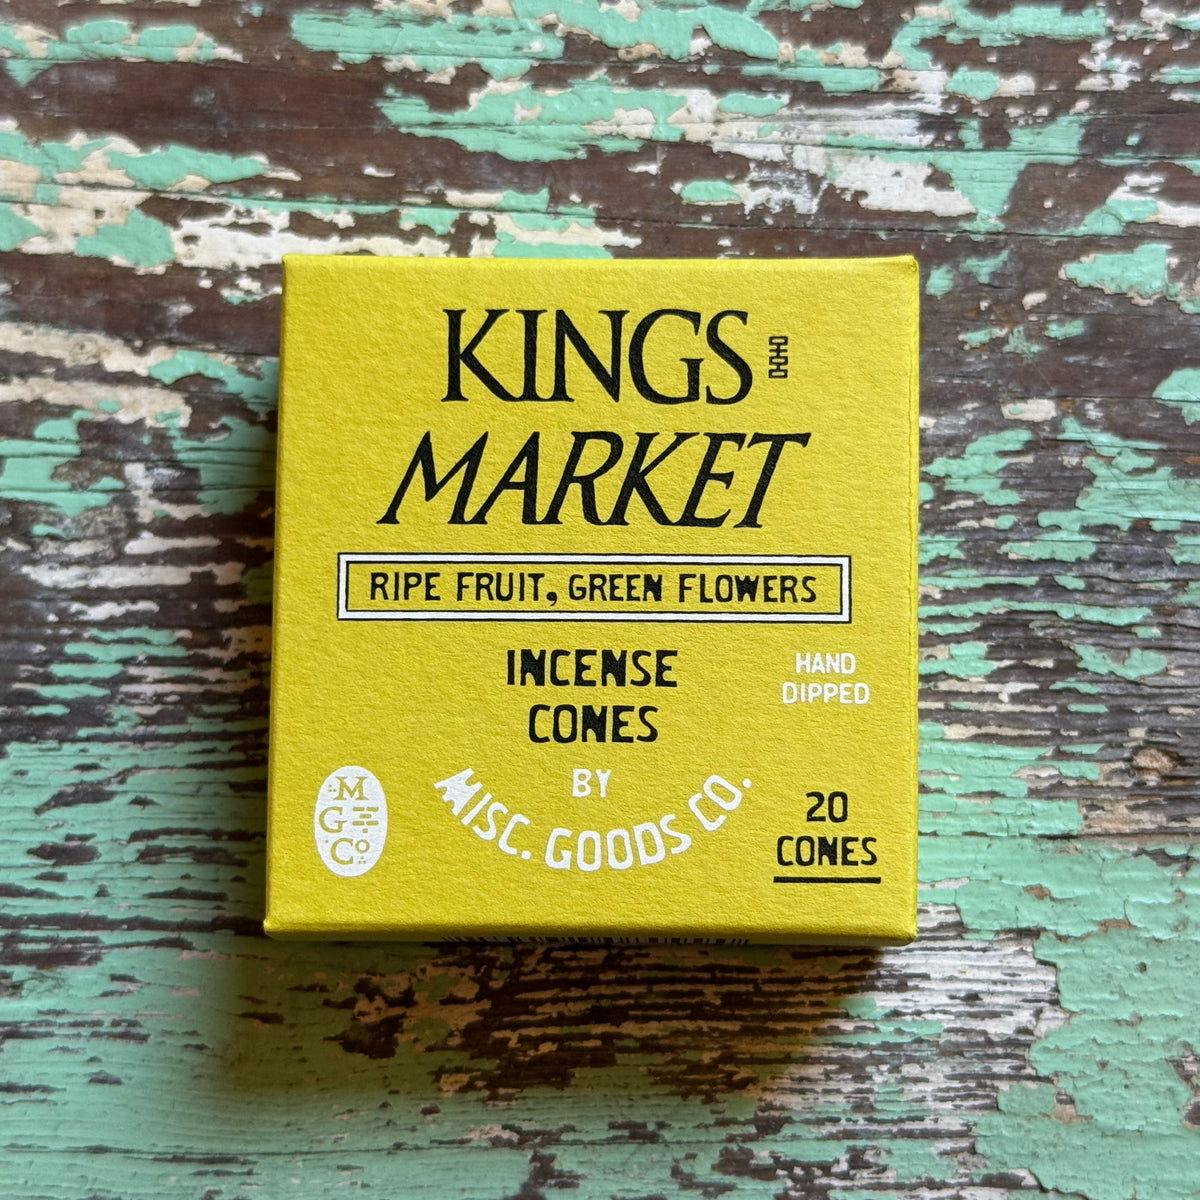 KINGS
MARKET
RIPE FRUIT, GREEN FLOWERS
INCENSE
CONES
HAND
DIPPED
BY
MISC. GOODS CO.
M
G
Co
20
CONES